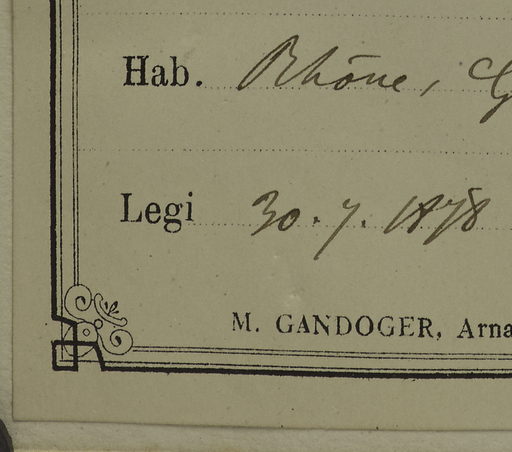 Hab. Rhône,
Legi 30. 7. 1878
M. GANDOGER, Arna